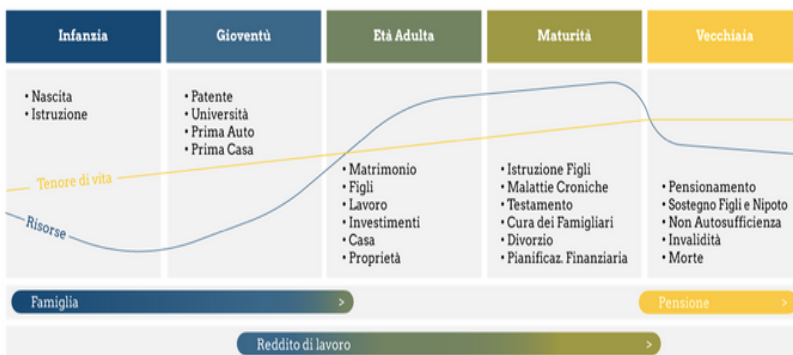 Infanzia
Gioventù
Età Adulta
Maturità
Vecchiaia
• Nascita
• Istruzione
• Patente
• Università
• Prima Auto
• Prima Casa
• Matrimonio
• Figli
• Lavoro
• Investimenti
• Casa
• Proprietà
• Istruzione Figli
• Malattie Croniche
• Testamento
• Cura dei Famigliari
• Divorzio
• Pianificaz. Finanziaria
• Pensionamento
• Sostegno Figli e Nipoto
• Non Autosufficienza
• Invalidità
• Morte
Tenore di vita
Risorse
Famiglia >
Pensione >
Reddito di lavoro >